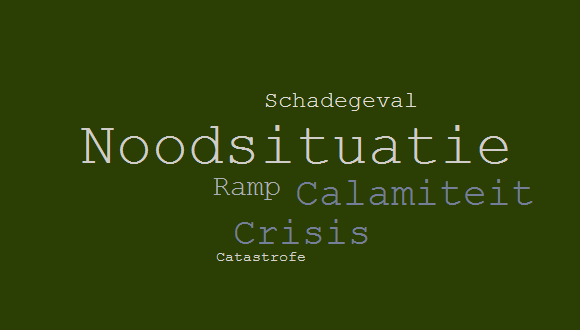 Schadegeval
Noodsituatie
Ramp Calamiteit
Crisis
Catastrofe